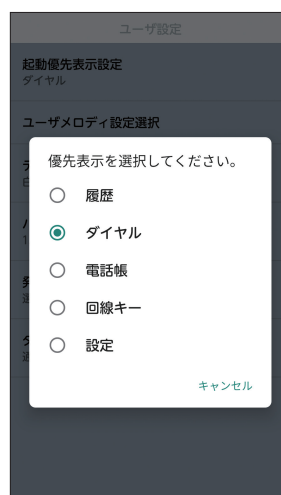 ユーザ設定
起動優先表示設定
ダイヤル
ユーザメロディ設定選択
優先表示を選択してください。
履歴
ダイヤル
電話帳
回線キー
設定
キャンセル